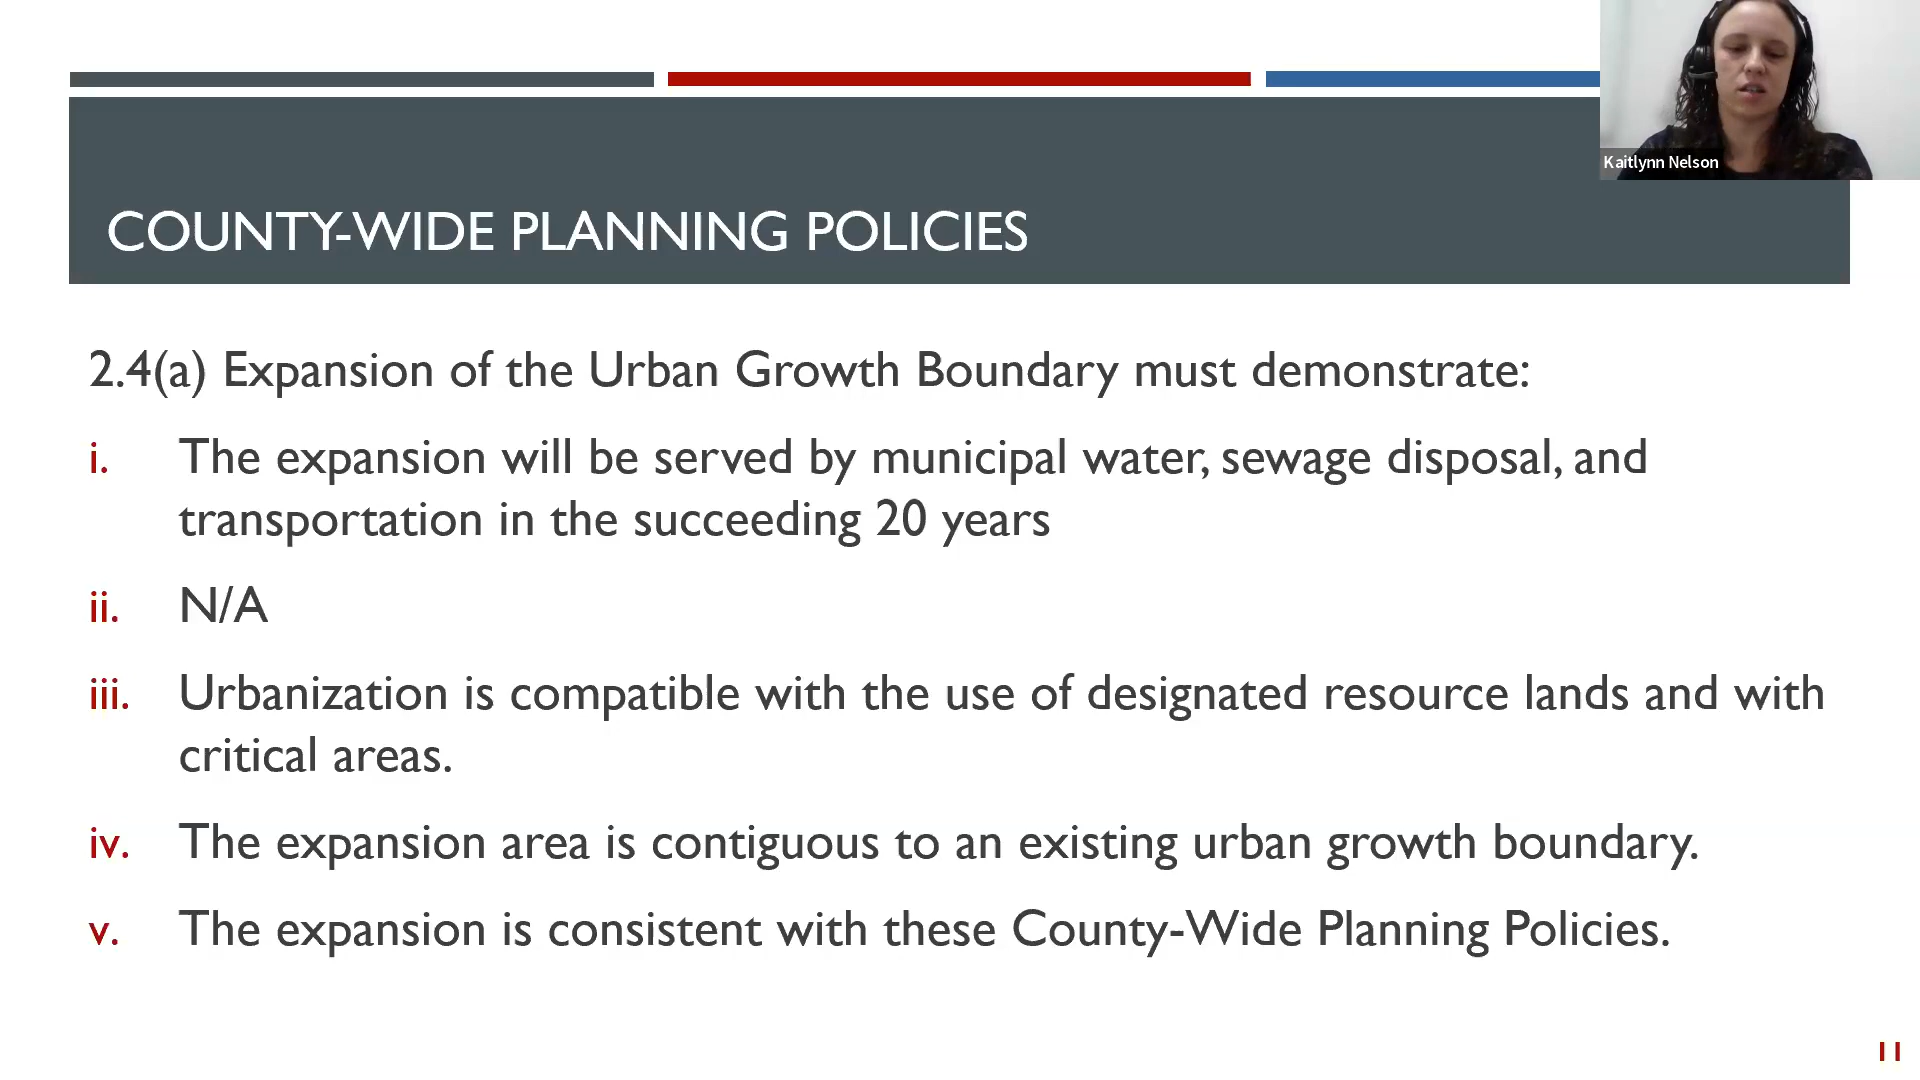 Kaitlynn Nelson
COUNTY-WIDE PLANNING POLICIES
2.4(a) Expansion of the Urban Growth Boundary must demonstrate:
i. The expansion will be served by municipal water, sewage disposal, and
transportation in the succeeding 20 years
ii. N/A
iii. Urbanization is compatible with the use of designated resource lands and with
critical areas.
iv. The expansion area is contiguous to an existing urban growth boundary.
v. The expansion is consistent with these County-Wide Planning Policies.
11